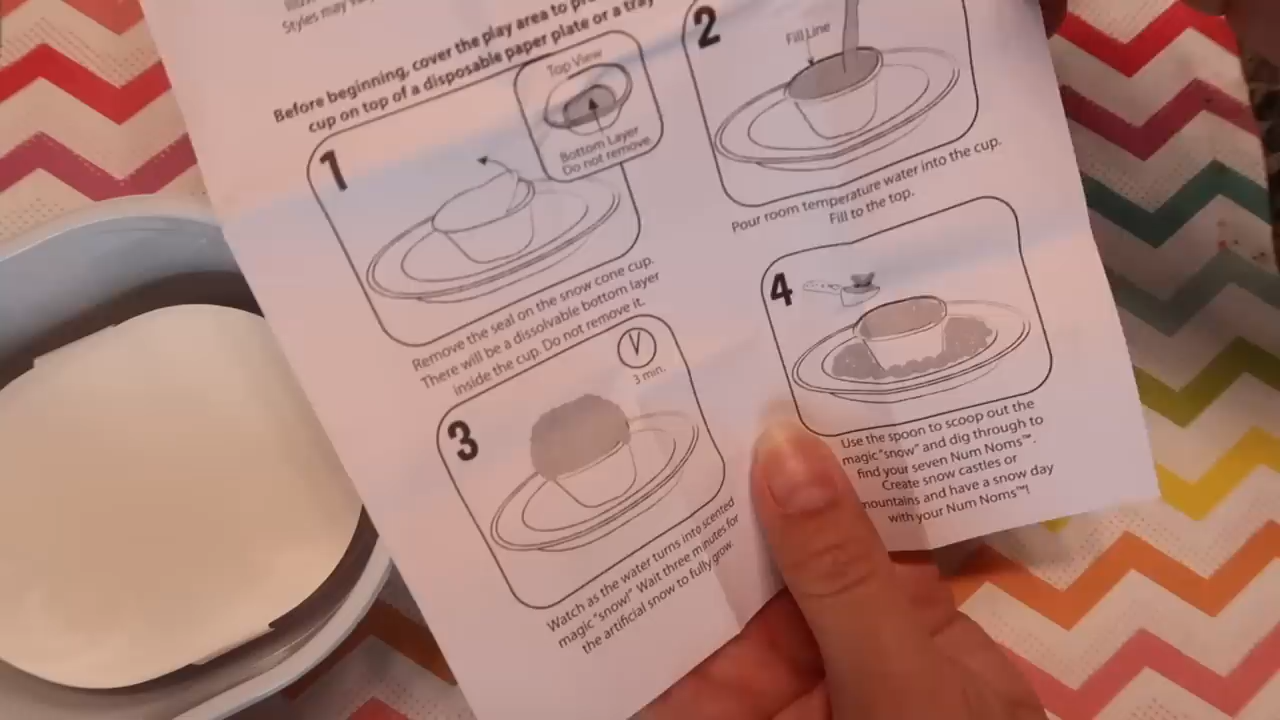 Styles may
Before beginning, cover the play area to
cup on top of a disposable paper plate or a tray
1
Top View
Bottom Layer
Do not remove
Remove the seal on the snow cone cup.
There will be a dissolvable bottom layer
inside the cup. Do not remove it.
2
Fill Line
Pour room temperature water into the cup.
Fill to the top.
3
3 min.
Watch as the water turns into scented
magic "snow!" Wait three minutes for
the artificial snow to fully grow.
4
Use the spoon to scoop out the
magic "snow" and dig through to
find your seven Num Noms™.
Create snow castles or
mountains and have a snow day
with your Num Noms™!